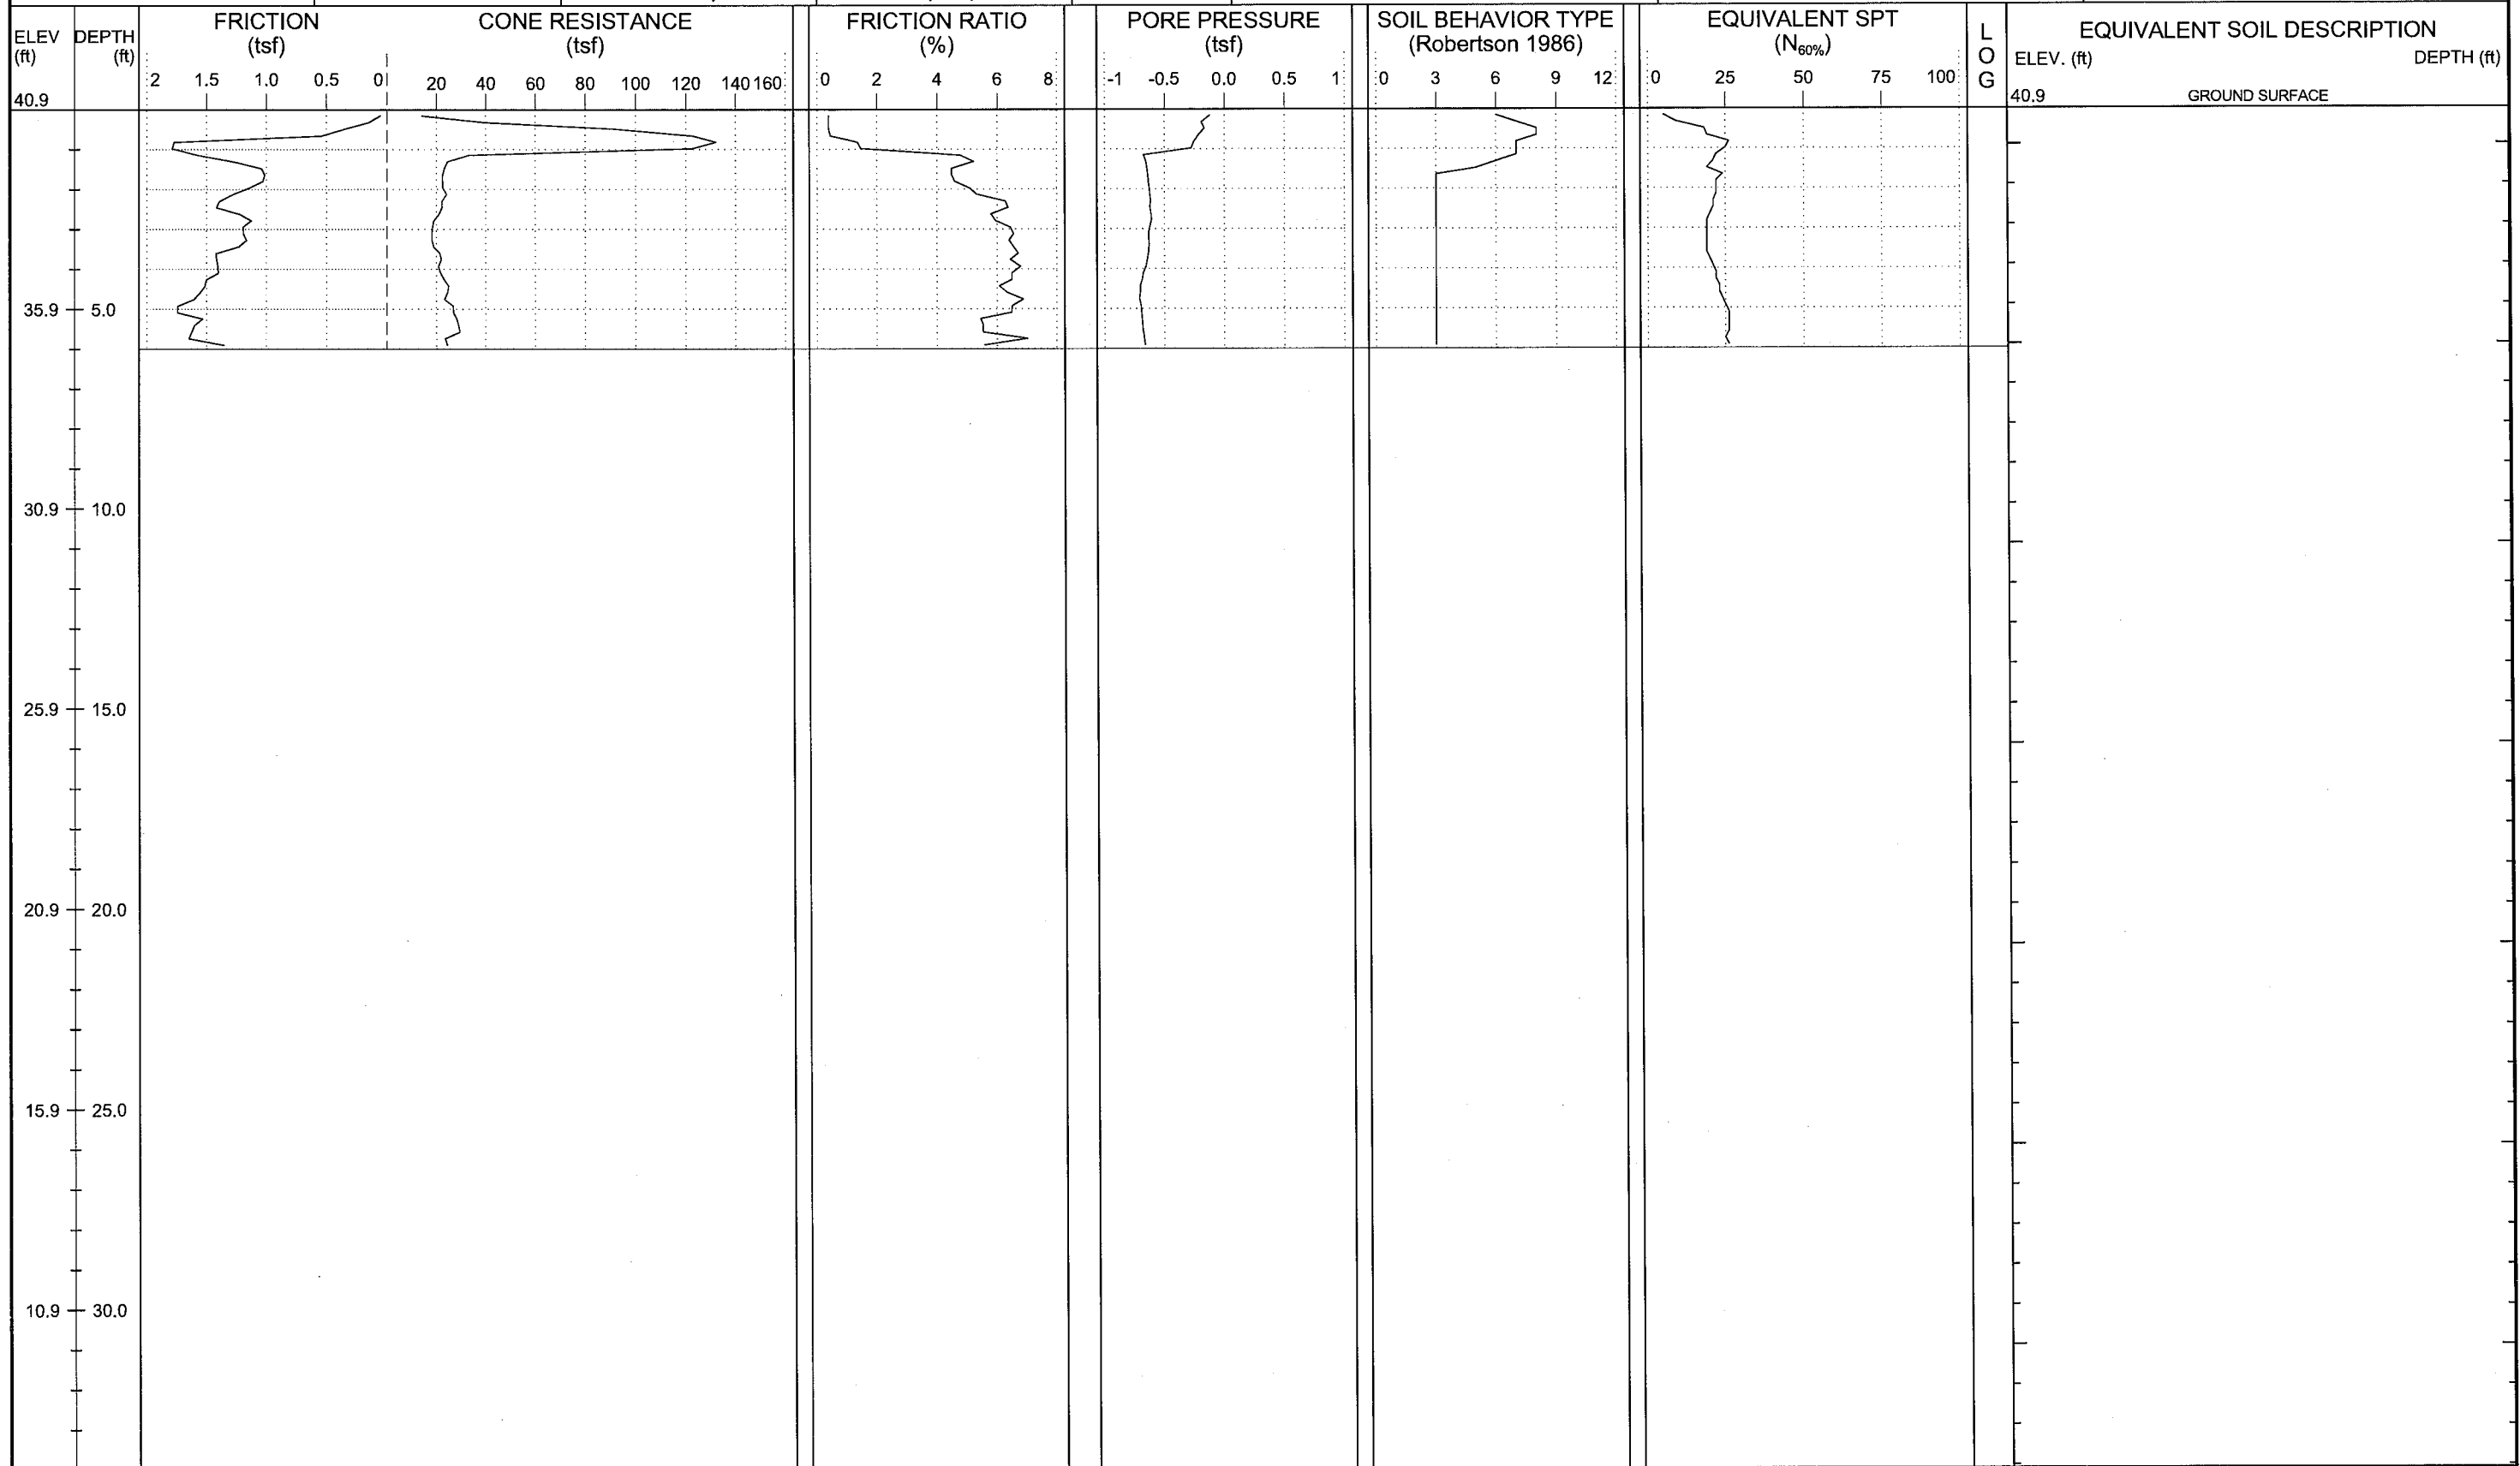 ELEV
(ft)
DEPTH
(ft)
FRICTION
(tsf)
CONE RESISTANCE
(tsf)
FRICTION RATIO
(%)
PORE PRESSURE
(tsf)
SOIL BEHAVIOR TYPE
(Robertson 1986)
EQUIVALENT SPT
(N60%)
L
O
G
EQUIVALENT SOIL DESCRIPTION
ELEV. (ft) DEPTH (ft)
2 1.5 1.0 0.5 0 20 40 60 80 100 120 140 160
0 2 4 6 8
-1 -0.5 0.0 0.5 1
0 3 6 9 12
0 25 50 75 100
40.9
40.9 GROUND SURFACE
35.9 5.0
30.9 10.0
25.9 15.0
20.9 20.0
15.9 25.0
10.9 30.0